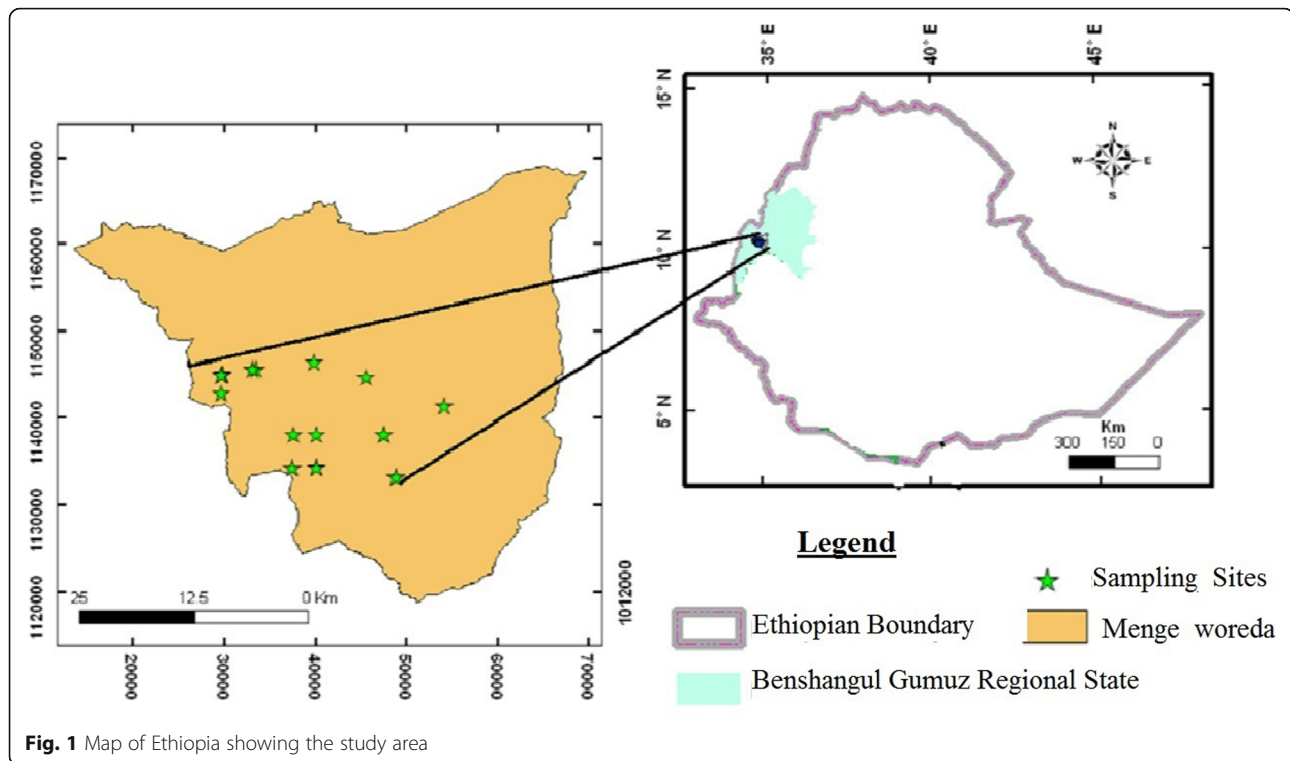 35° E
40° E
45° E
15° N
10° N
5° N
N
W
E
S
Km
300 150 0
1170000
1160000
1150000
1140000
1130000
1120000
1012000
25 12.5 0 Km
20000
30000
40000
50000
60000
70000
Legend
Sampling Sites
Ethiopian Boundary
Menge woreda
Benshangul Gumuz Regional State
Fig. 1 Map of Ethiopia showing the study area